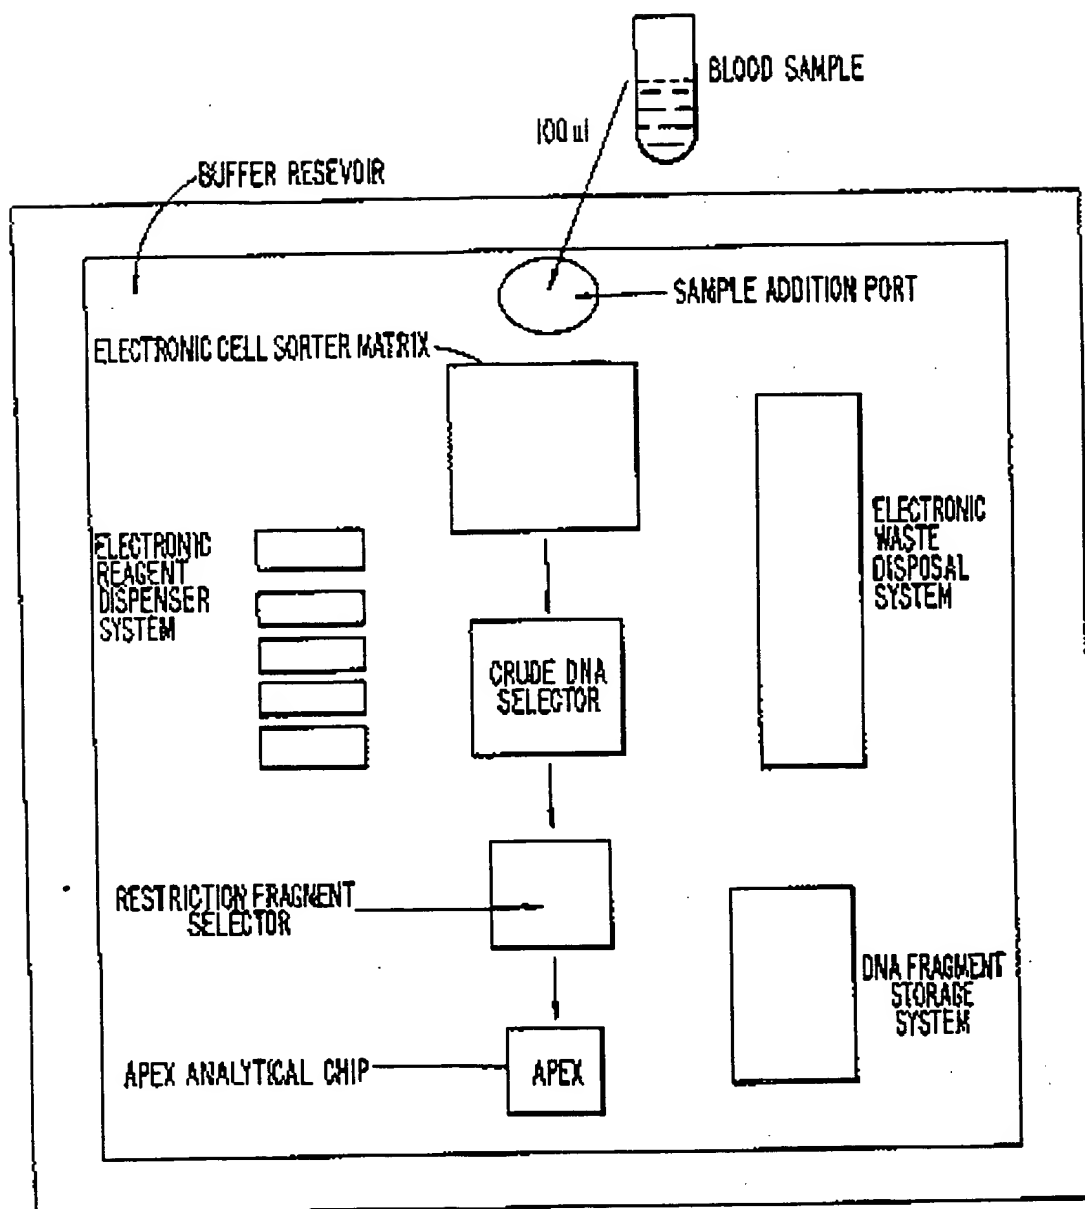 BLOOD SAMPLE
100 ul
BUFFER RESEVOIR
SAMPLE ADDITION PORT
ELECTRONIC CELL SORTER MATRIX
ELECTRONIC
REAGENT
DISPENSER
SYSTEM
ELECTRONIC
WASTE
DISPOSAL
SYSTEM
CRUDE DNA
SELECTOR
RESTRICTION FRAGMENT
SELECTOR
DNA FRAGMENT
STORAGE
SYSTEM
APEX ANALYTICAL CHIP
APEX